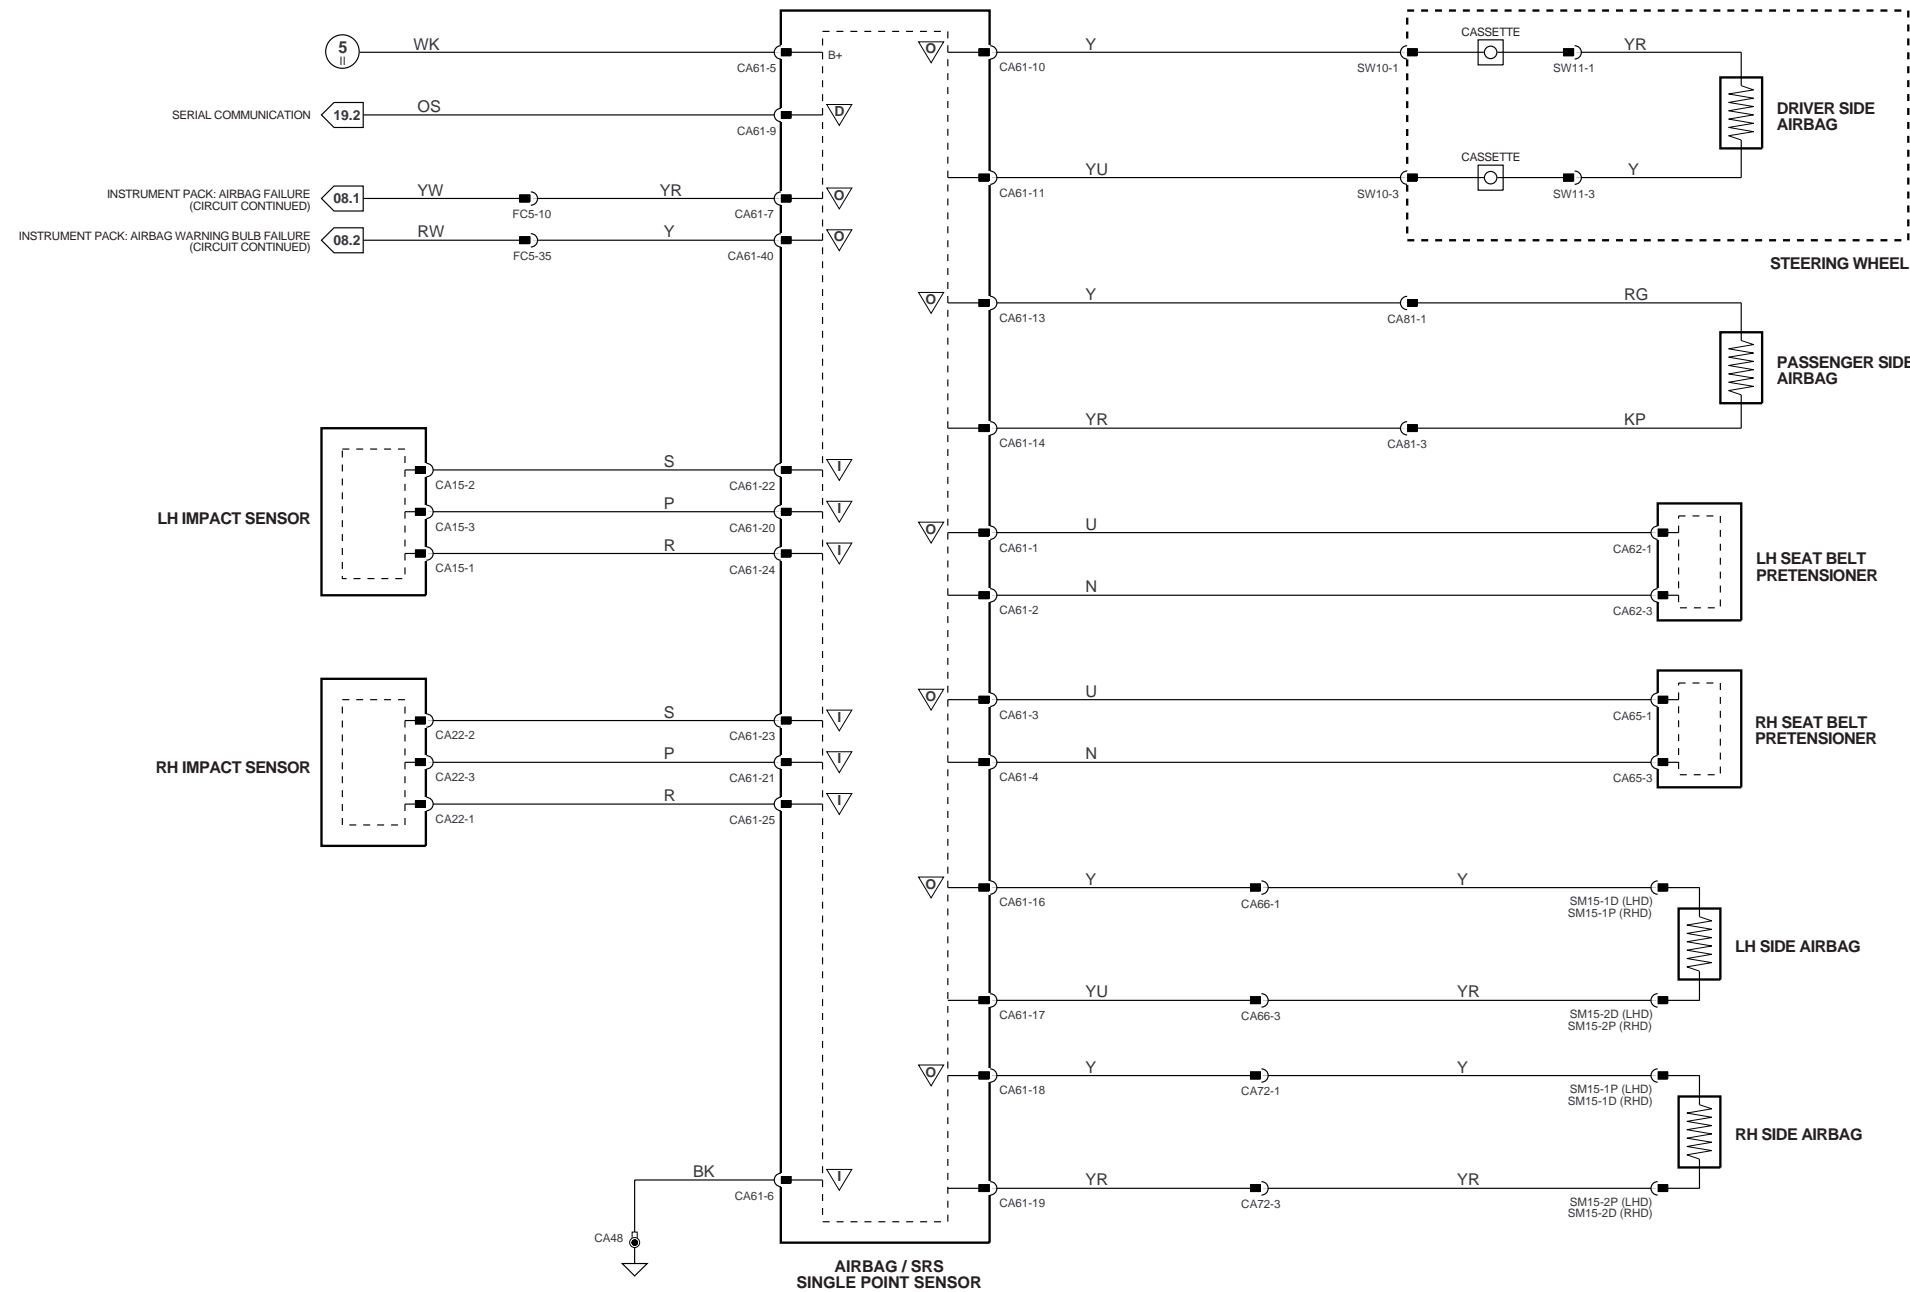 5
II
WK
CA61-5
B+
O
CA61-10
Y
SW10-1
CASSETTE
SW11-1
YR
DRIVER SIDE
AIRBAG
SERIAL COMMUNICATION
19.2
OS
CA61-9
D
CA61-11
YU
SW10-3
CASSETTE
SW11-3
Y
STEERING WHEEL
INSTRUMENT PACK: AIRBAG FAILURE
(CIRCUIT CONTINUED)
08.1
YW
FC5-10
YR
CA61-7
O
INSTRUMENT PACK: AIRBAG WARNING BULB FAILURE
(CIRCUIT CONTINUED)
08.2
RW
FC5-35
Y
CA61-40
O
O
CA61-13
Y
CA81-1
RG
PASSENGER SIDE
AIRBAG
CA61-14
YR
CA81-3
KP
LH IMPACT SENSOR
CA15-2
S
CA61-22
I
CA15-3
P
CA61-20
I
CA15-1
R
CA61-24
I
O
CA61-1
U
CA62-1
LH SEAT BELT
PRETENSIONER
CA61-2
N
CA62-3
RH IMPACT SENSOR
CA22-2
S
CA61-23
I
CA22-3
P
CA61-21
I
CA22-1
R
CA61-25
I
O
CA61-3
U
CA65-1
RH SEAT BELT
PRETENSIONER
CA61-4
N
CA65-3
O
CA61-16
Y
CA66-1
Y
SM15-1D (LHD)
SM15-1P (RHD)
LH SIDE AIRBAG
CA61-17
YU
CA66-3
YR
SM15-2D (LHD)
SM15-2P (RHD)
O
CA61-18
Y
CA72-1
Y
SM15-1P (LHD)
SM15-1D (RHD)
RH SIDE AIRBAG
CA61-19
YR
CA72-3
YR
SM15-2P (LHD)
SM15-2D (RHD)
BK
CA61-6
I
CA48
AIRBAG / SRS
SINGLE POINT SENSOR